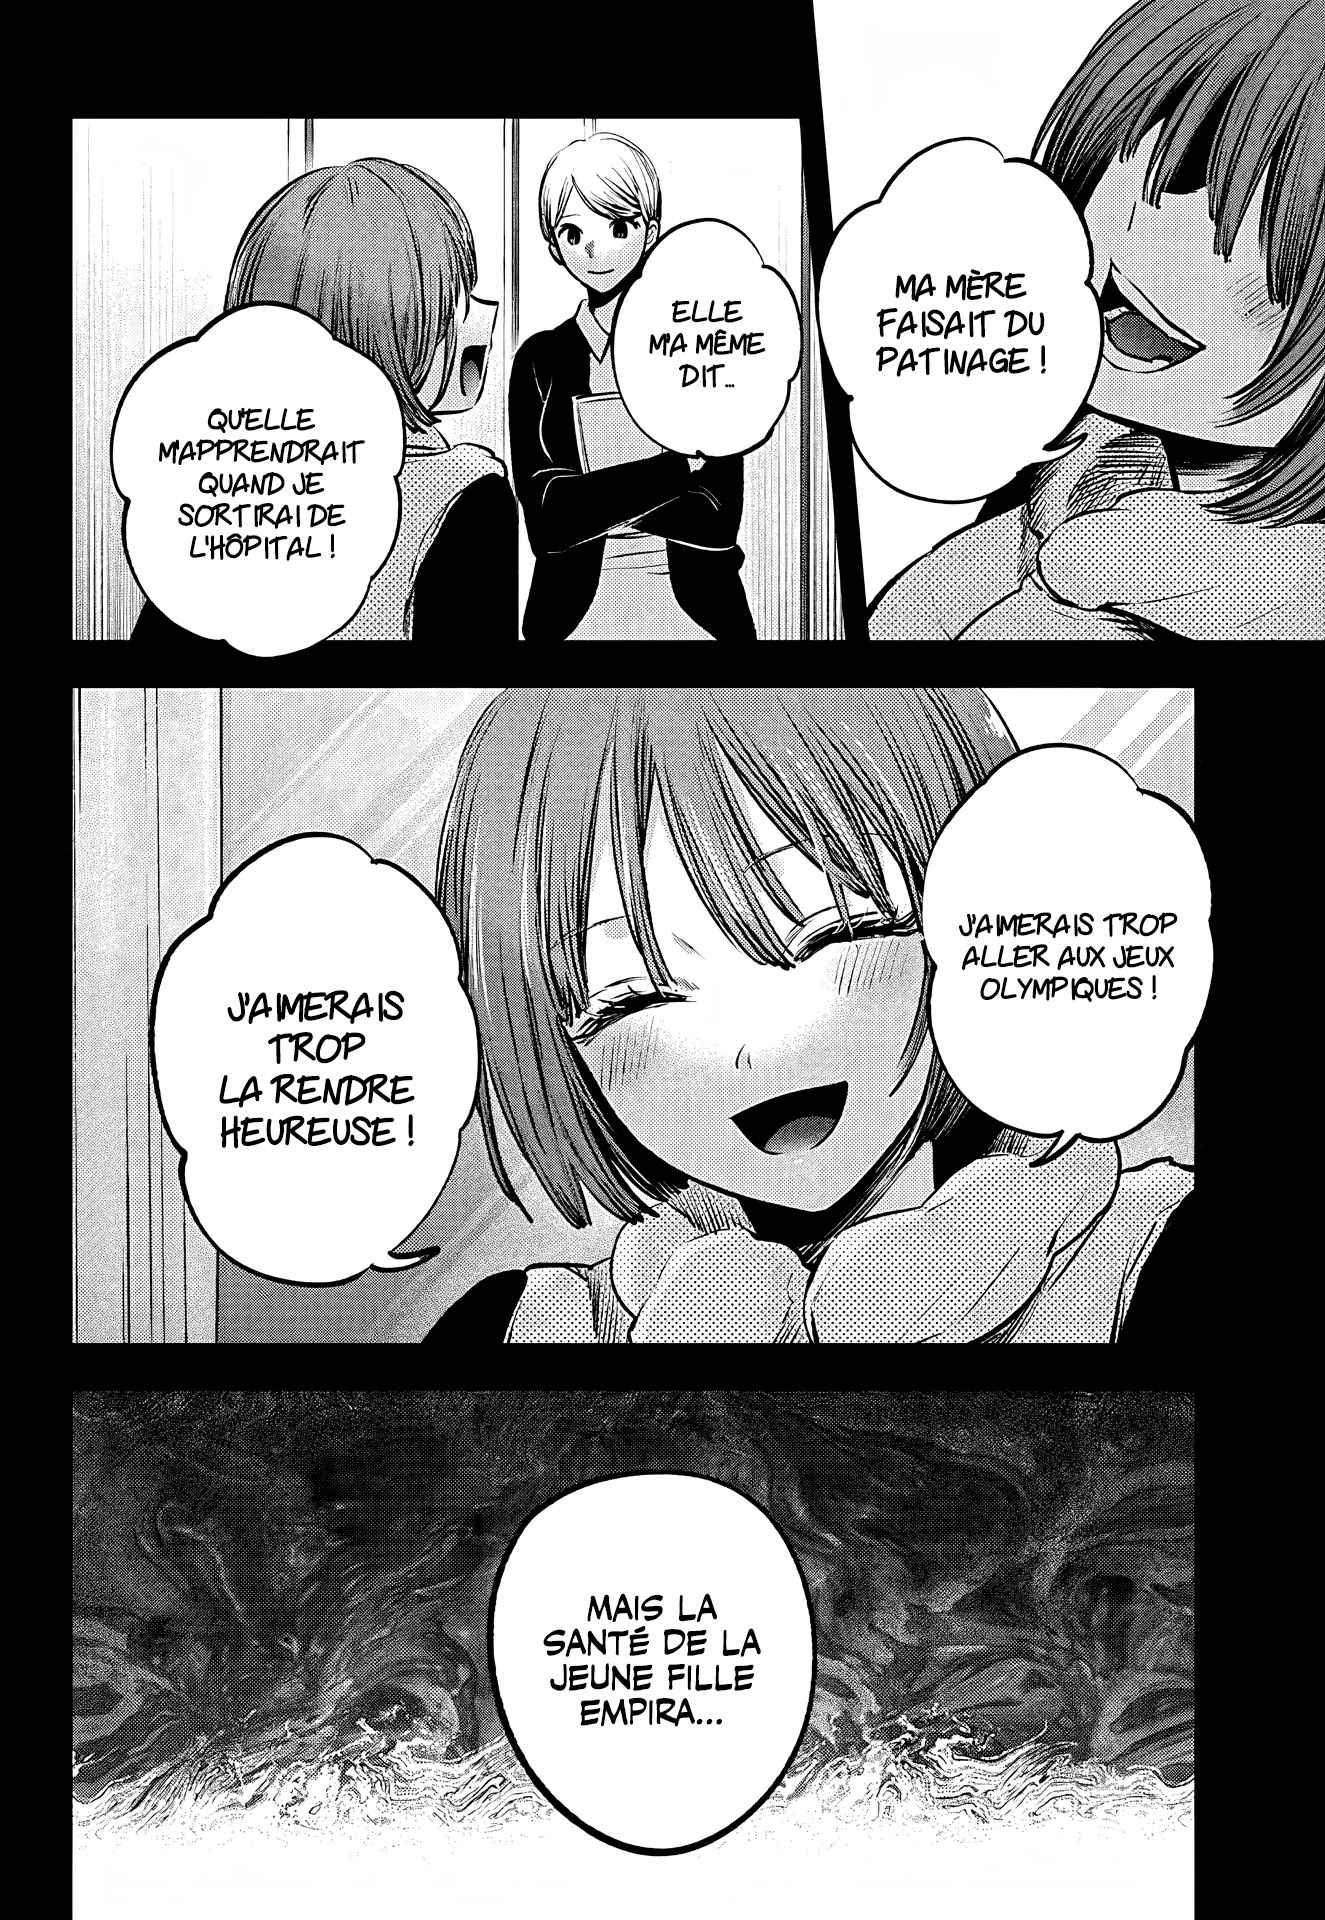 MA MÈRE
FAISAIT DU
PATINAGE !
ELLE
M'A MÊME
DIT...
QU'ELLE
M'APPRENDRAIT
QUAND JE
SORTIRAI DE
L'HÔPITAL !
J'AIMERAIS TROP
ALLER AUX JEUX
OLYMPIQUES !
J'AIMERAIS
TROP
LA RENDRE
HEUREUSE !
MAIS LA
SANTÉ DE LA
JEUNE FILLE
EMPIRA...